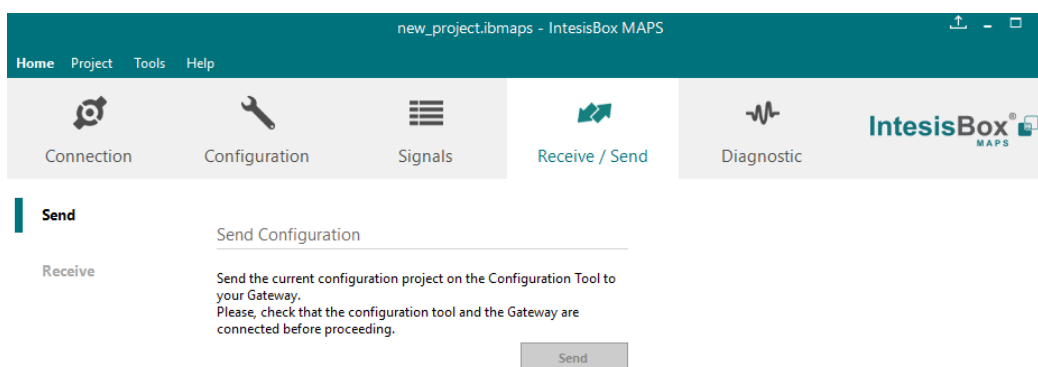 new_project.ibmaps - IntesisBox MAPS
Home Project Tools Help
Connection Configuration Signals Receive / Send Diagnostic
IntesisBox®
MAPS
Send
Send Configuration
Receive
Send the current configuration project on the Configuration Tool to
your Gateway.
Please, check that the configuration tool and the Gateway are
connected before proceeding.
Send